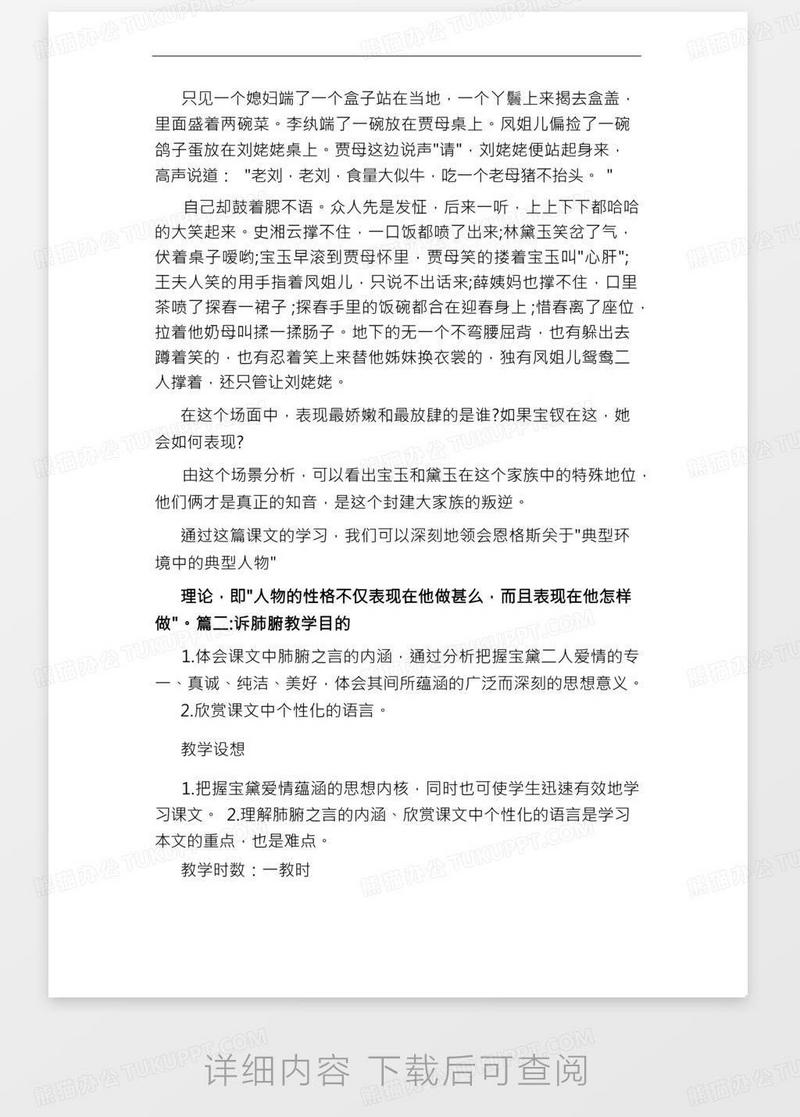 只见一个媳妇端了一个盒子站在当地，一个丫鬟上来揭去盒盖，
里面盛着两碗菜。李纨端了一碗放在贾母桌上。凤姐儿偏捡了一碗
鸽子蛋放在刘姥姥桌上。贾母这边说声"请"，刘姥姥便站起身来，
高声说道： "老刘，老刘，食量大似牛，吃一个老母猪不抬头。 "
自己却鼓着腮不语。众人先是发怔，后来一听，上上下下都哈哈
的大笑起来。史湘云撑不住，一口饭都喷了出来;林黛玉笑岔了气，
伏着桌子嗳哟;宝玉早滚到贾母怀里，贾母笑的搂着宝玉叫"心肝";
王夫人笑的用手指着凤姐儿，只说不出话来;薛姨妈也撑不住，口里
茶喷了探春一裙子 ;探春手里的饭碗都合在迎春身上 ;惜春离了座位，
拉着他奶母叫揉一揉肠子。地下的无一个不弯腰屈背，也有躲出去
蹲着笑的，也有忍着笑上来替他姊妹换衣裳的，独有凤姐儿鸳鸯二
人撑着，还只管让刘姥姥。
在这个场面中，表现最娇嫩和最放肆的是谁?如果宝钗在这，她
会如何表现?
由这个场景分析，可以看出宝玉和黛玉在这个家族中的特殊地位，
他们俩才是真正的知音，是这个封建大家族的叛逆。
通过这篇课文的学习，我们可以深刻地领会恩格斯关于"典型环
境中的典型人物"
理论，即"人物的性格不仅表现在他做甚么，而且表现在他怎样
做"。篇二:诉肺腑教学目的
1.体会课文中肺腑之言的内涵，通过分析把握宝黛二人爱情的专
一、真诚、纯洁、美好，体会其间所蕴涵的广泛而深刻的思想意义。
2.欣赏课文中个性化的语言。
教学设想
1.把握宝黛爱情蕴涵的思想内核，同时也可使学生迅速有效地学
习课文。 2.理解肺腑之言的内涵、欣赏课文中个性化的语言是学习
本文的重点，也是难点。
教学时数：一教时
详细内容 下载后可查阅